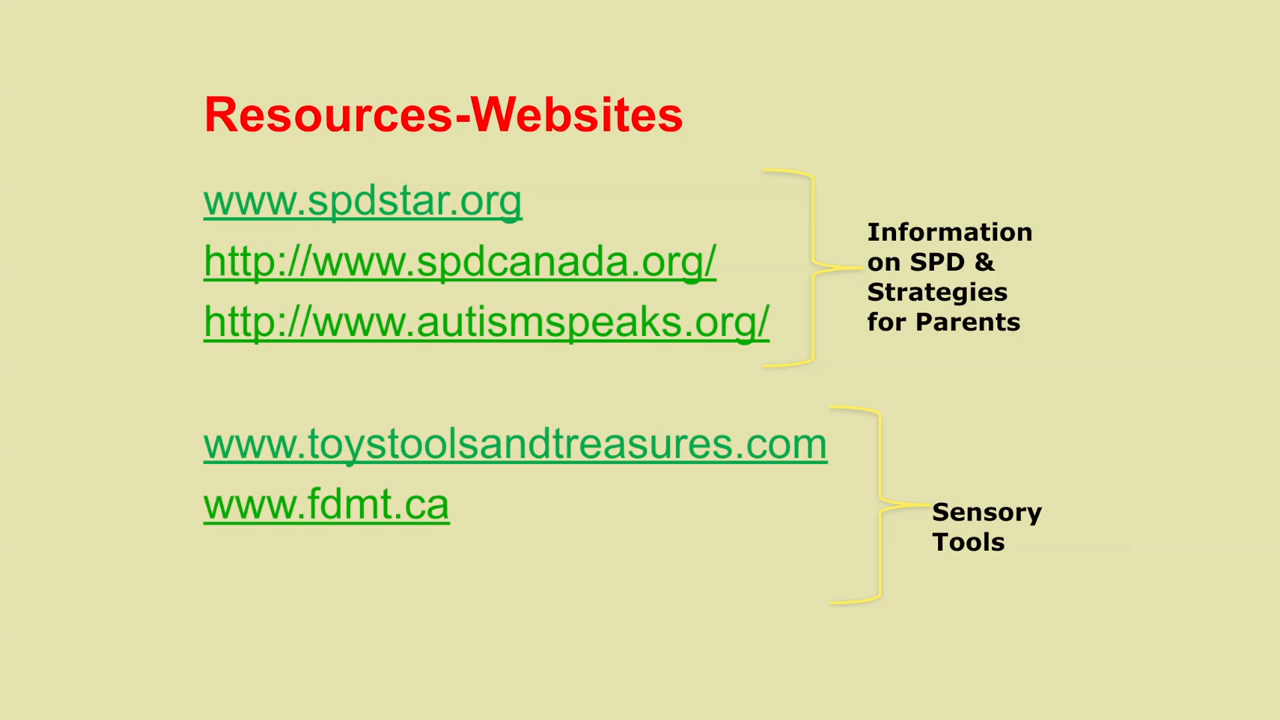 Resources-Websites
www.spdstar.org
http://www.spdcanada.org/
http://www.autismspeaks.org/
Information
on SPD &
Strategies
for Parents
www.toystoolsandtreasures.com
www.fdmt.ca
Sensory
Tools